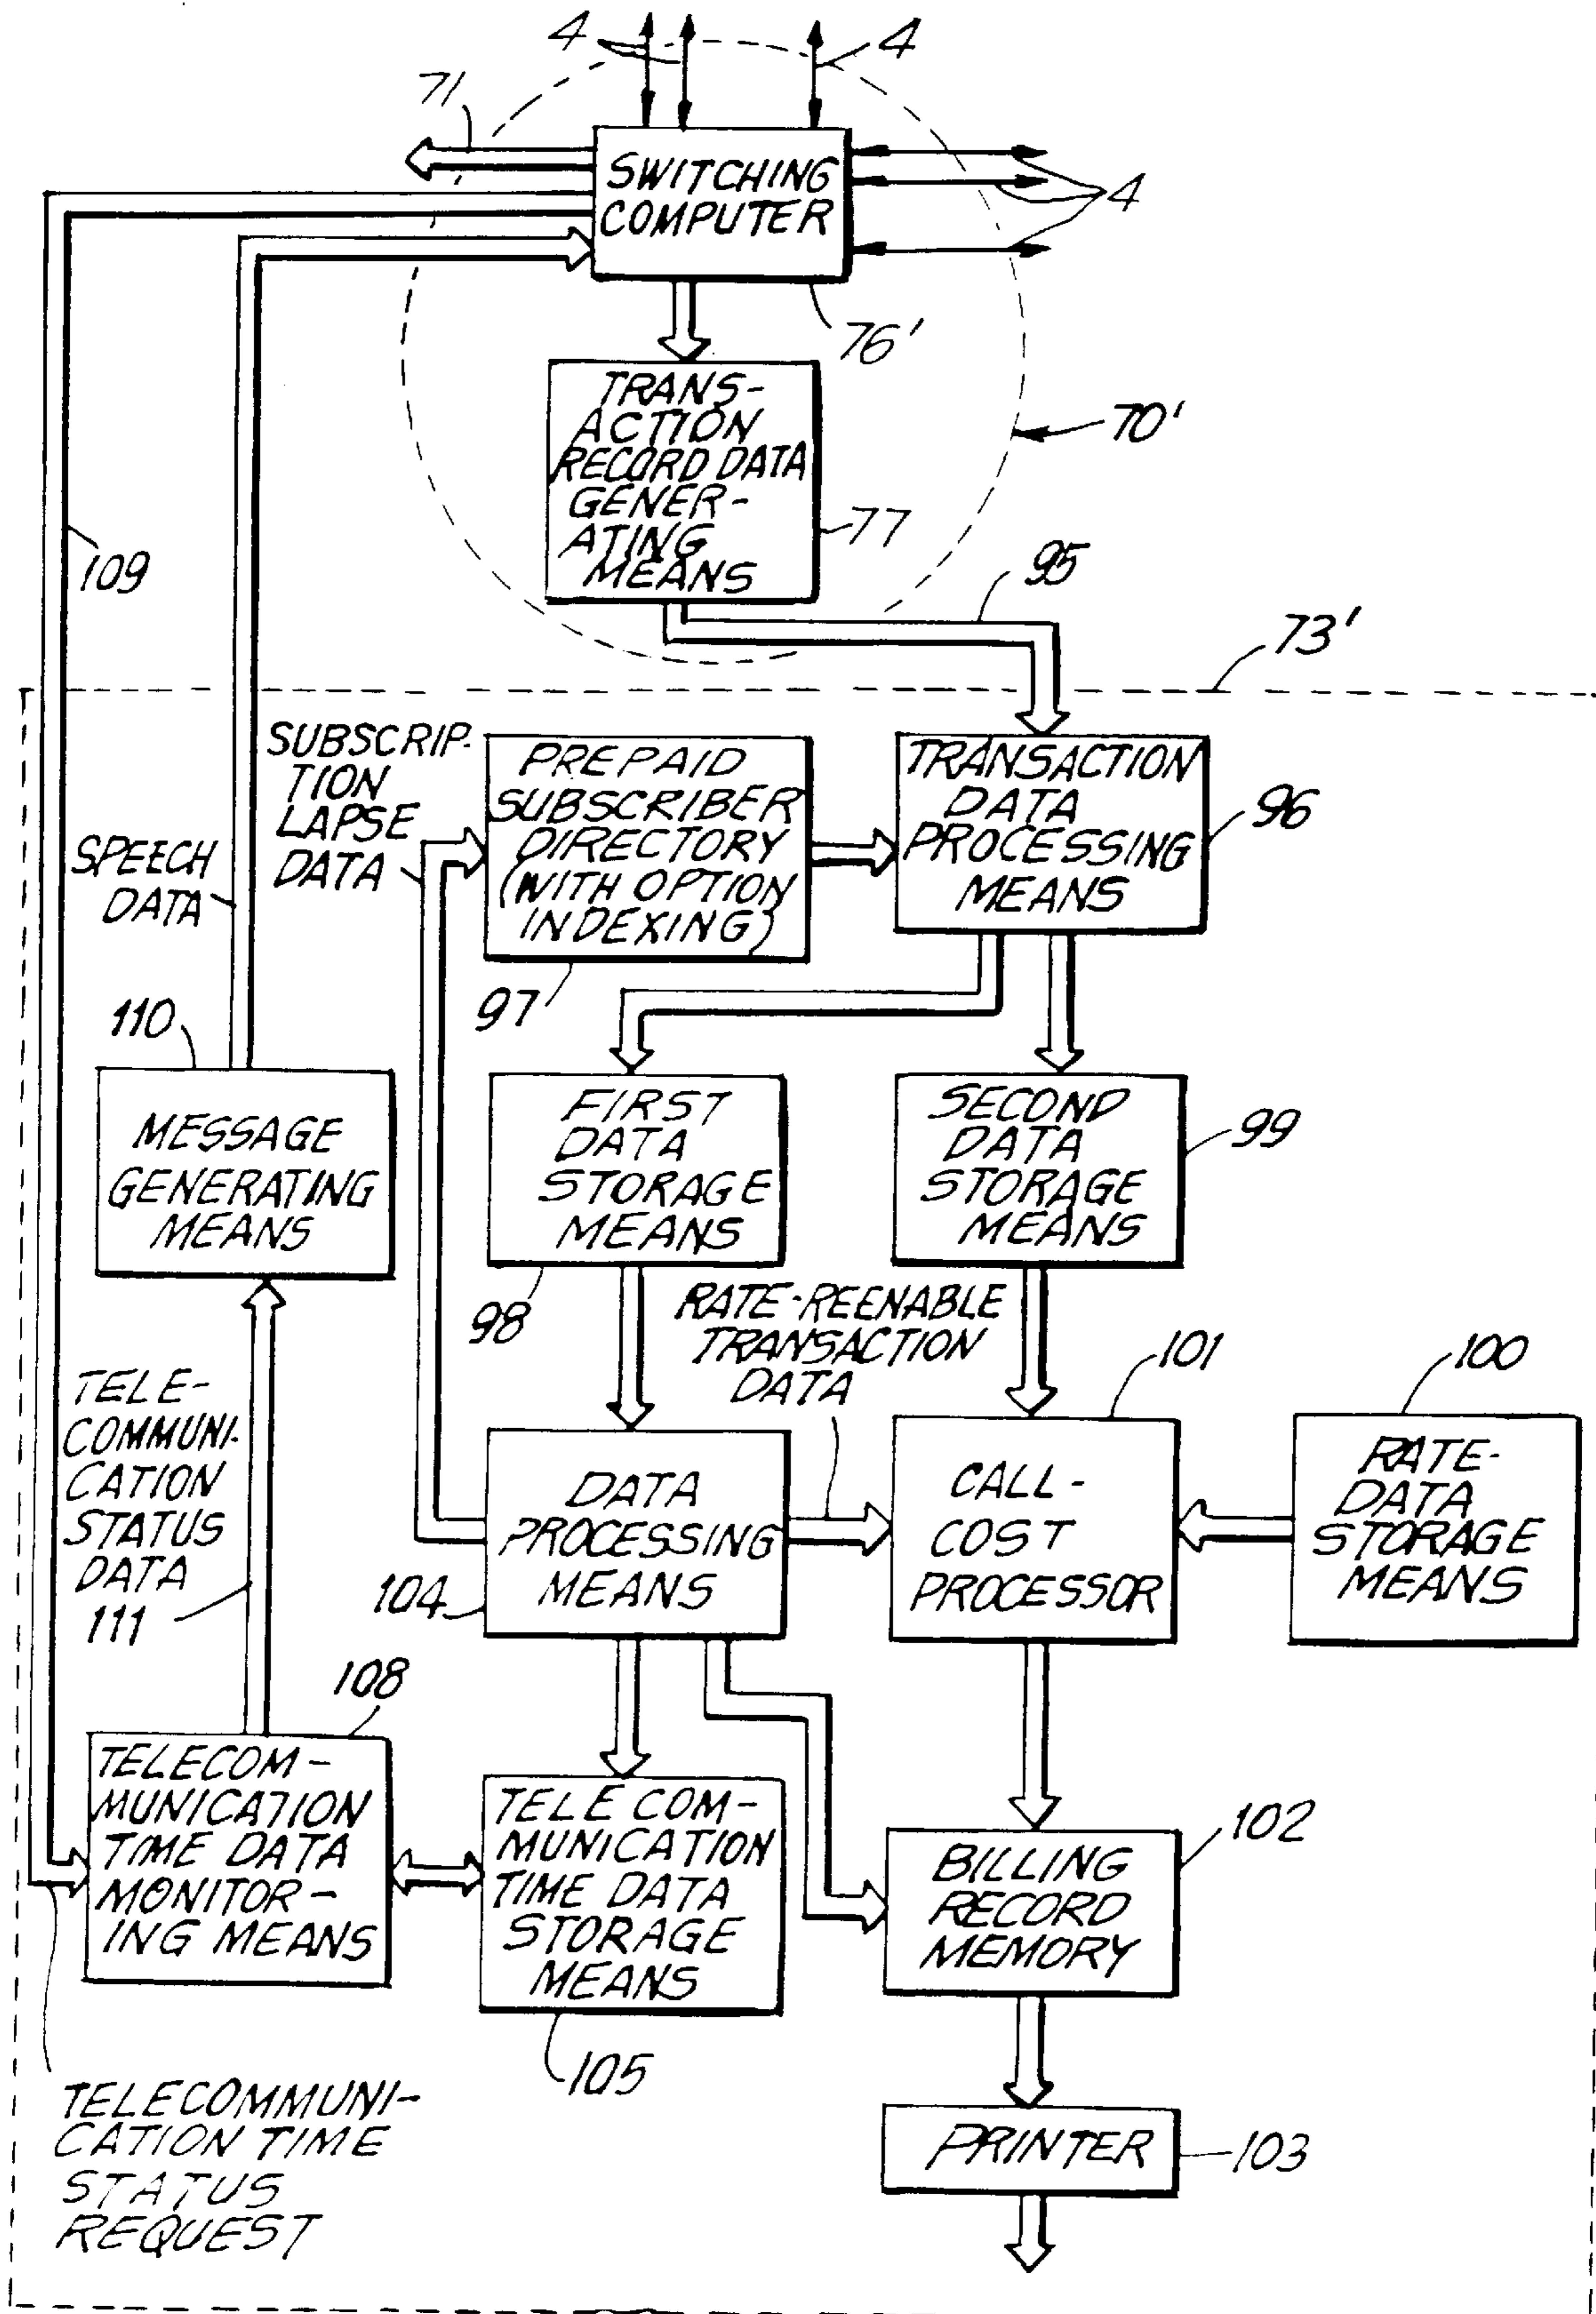 4
4
71
SWITCHING
COMPUTER
4
76'
TRANS-
ACTION
RECORD DATA
GENER-
ATING
MEANS
70'
77
95
109
73'
SUBSCRIP-
TION
LAPSE
DATA
SPEECH
DATA
PREPAID
SUBSCRIBER
DIRECTORY
(WITH OPTION
INDEXING)
97
TRANSACTION
DATA
PROCESSING
MEANS
96
110
MESSAGE
GENERATING
MEANS
FIRST
DATA
STORAGE
MEANS
98
SECOND
DATA
STORAGE
MEANS
99
RATE-REENABLE
TRANSACTION
DATA
101
100
TELE-
COMMUNI-
CATION
STATUS
DATA
111
DATA
PROCESSING
MEANS
104
CALL-
COST
PROCESSOR
RATE-
DATA
STORAGE
MEANS
108
TELECOM-
MUNICATION
TIME DATA
MONITOR-
ING MEANS
TELECOM-
MUNICATION
TIME DATA
STORAGE
MEANS
105
BILLING
RECORD
MEMORY
102
TELECOMMUNI-
CATION TIME
STATUS
REQUEST
PRINTER
103